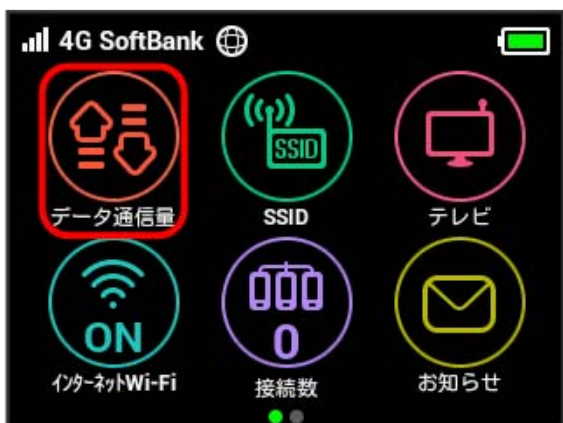 4G SoftBank
SSID
データ通信量
SSID
テレビ
ON
0
インターネットWi-Fi
接続数
お知らせ